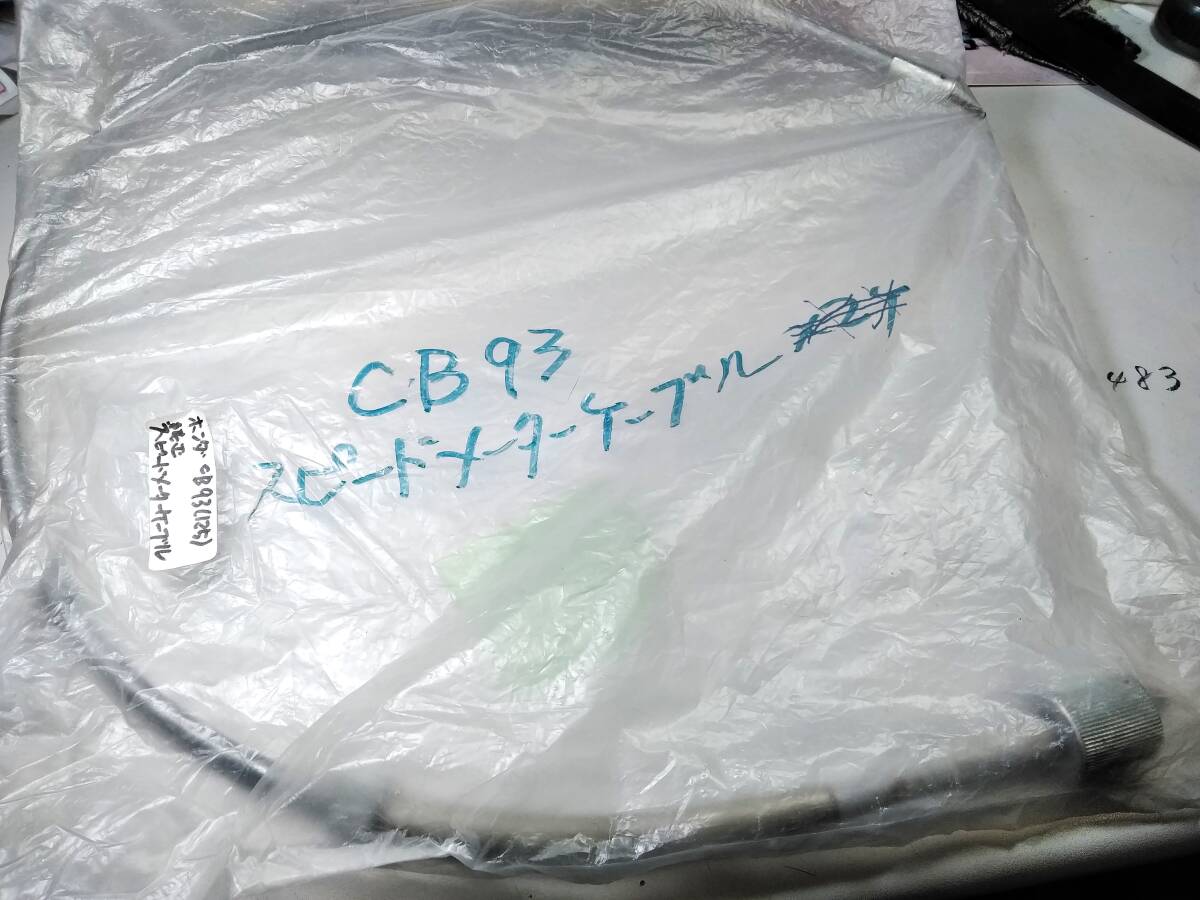 CB93
スピードメーターケーブル
ホンダ CB93(125)
純正
スピードメーターケーブル
483